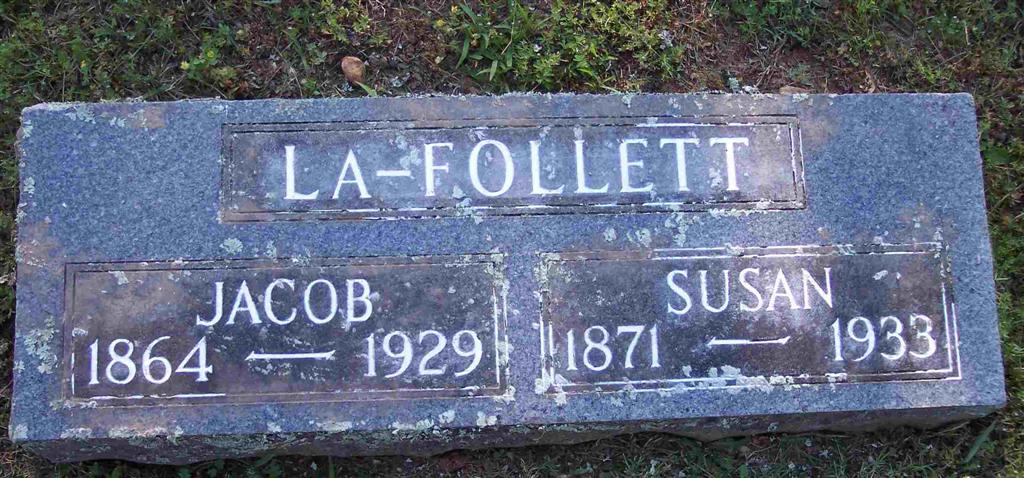 LA-FOLLETT
JACOB
1864 — 1929
SUSAN
1871 — 1933